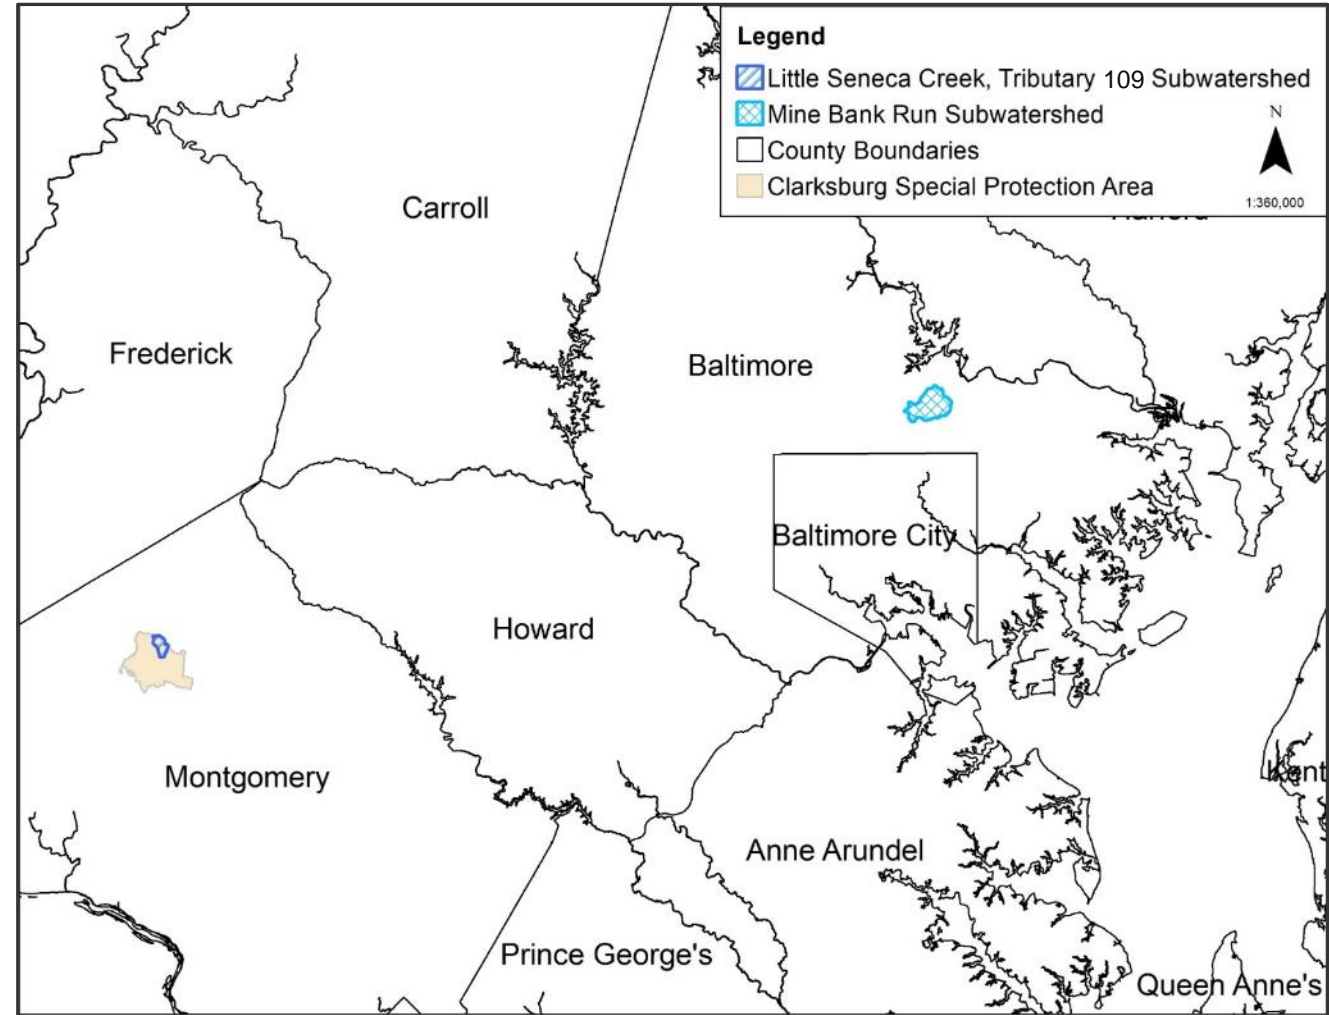 Legend
Little Seneca Creek, Tributary 109 Subwatershed
Mine Bank Run Subwatershed
County Boundaries
Clarksburg Special Protection Area
N
1:360,000
Carroll
Frederick
Baltimore
Baltimore City
Howard
Montgomery
Kent
Anne Arundel
Prince George's
Queen Anne's